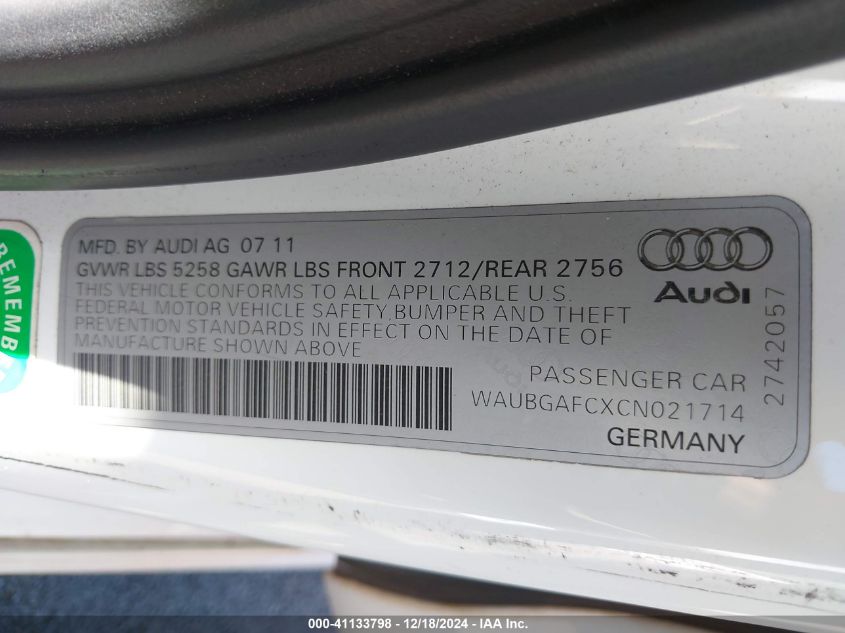 MFD. BY AUDI AG 07 11
GVWR LBS 5258 GAWR LBS FRONT 2712/REAR 2756
THIS VEHICLE CONFORMS TO ALL APPLICABLE U.S.
FEDERAL MOTOR VEHICLE SAFETY, BUMPER AND THEFT
PREVENTION STANDARDS IN EFFECT ON THE DATE OF
MANUFACTURE SHOWN ABOVE
Audi
2742057
PASSENGER CAR
WAUBGAFCXCN021714
GERMANY
000-41133798 - 12/18/2024 - IAA Inc.